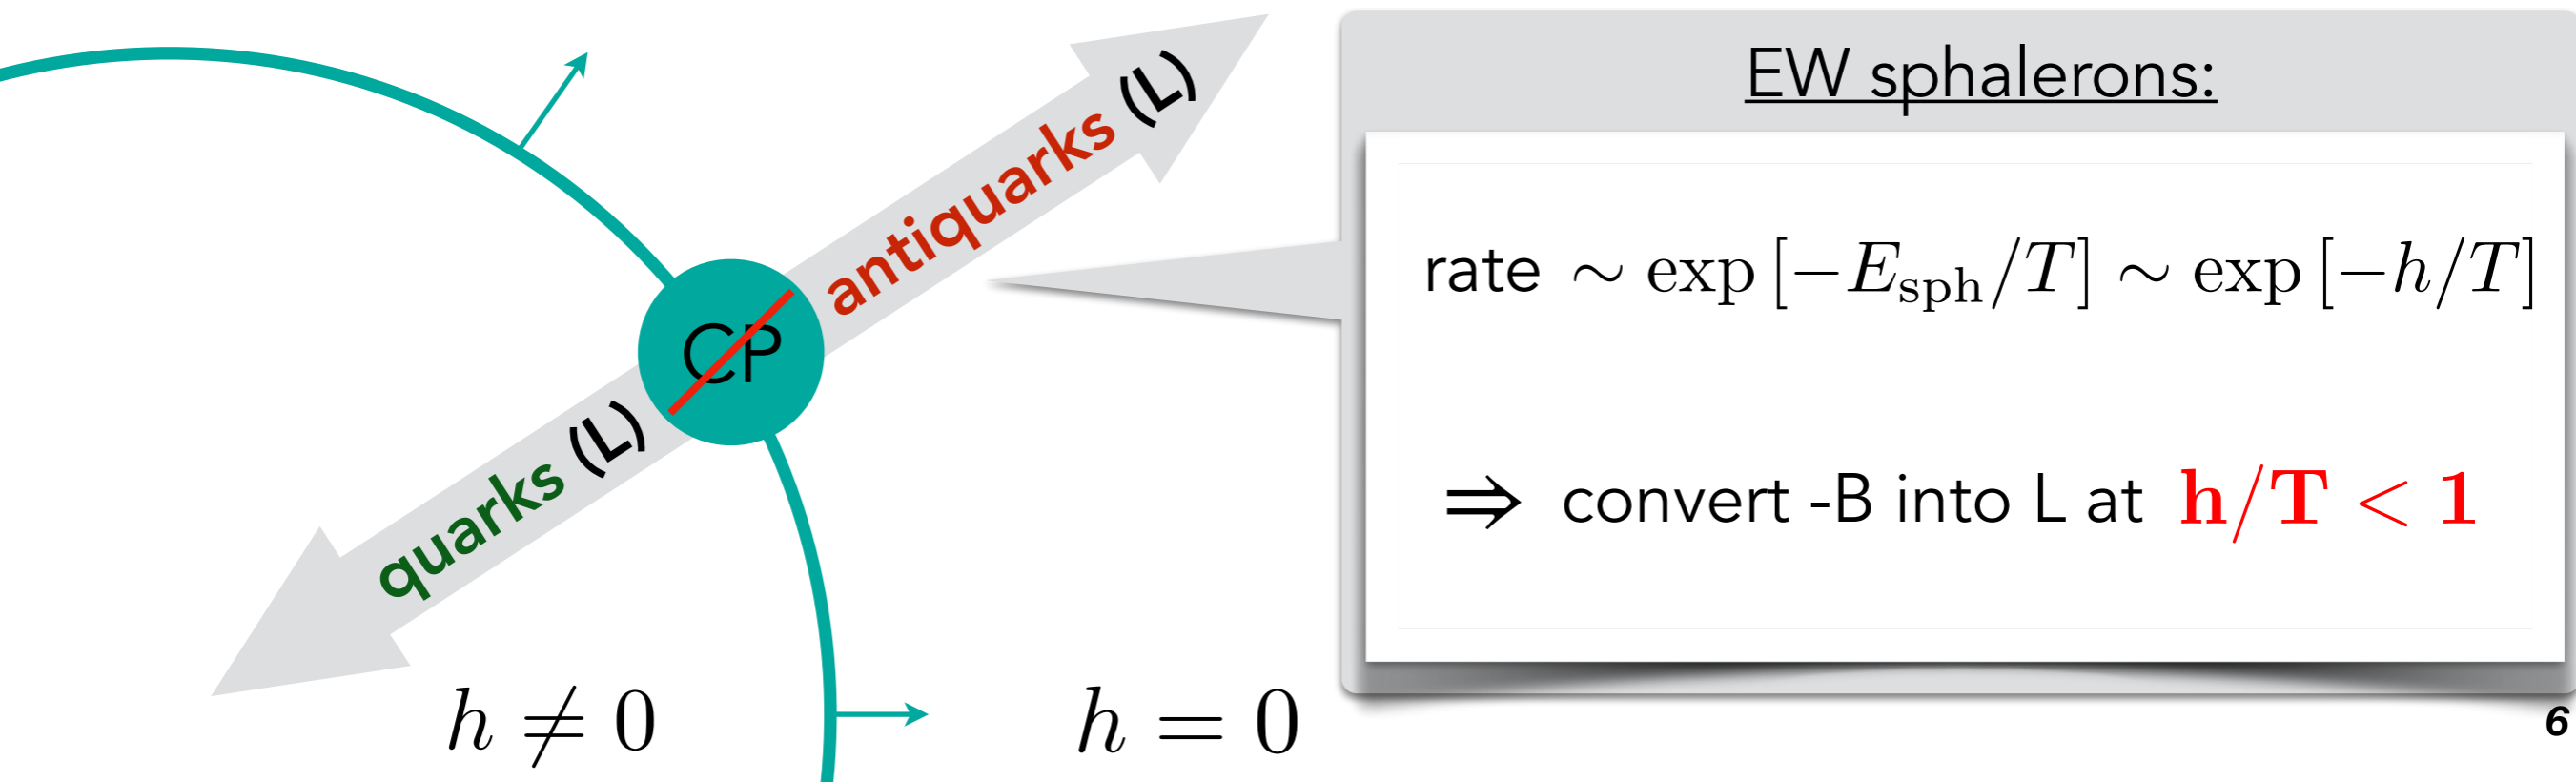 EW sphalerons:
antiquarks (L)
rate ∼ exp [−E_sph/T] ∼ exp [−h/T]
CP
quarks (L)
⇒ convert -B into L at h/T < 1
h ≠ 0
h = 0
6